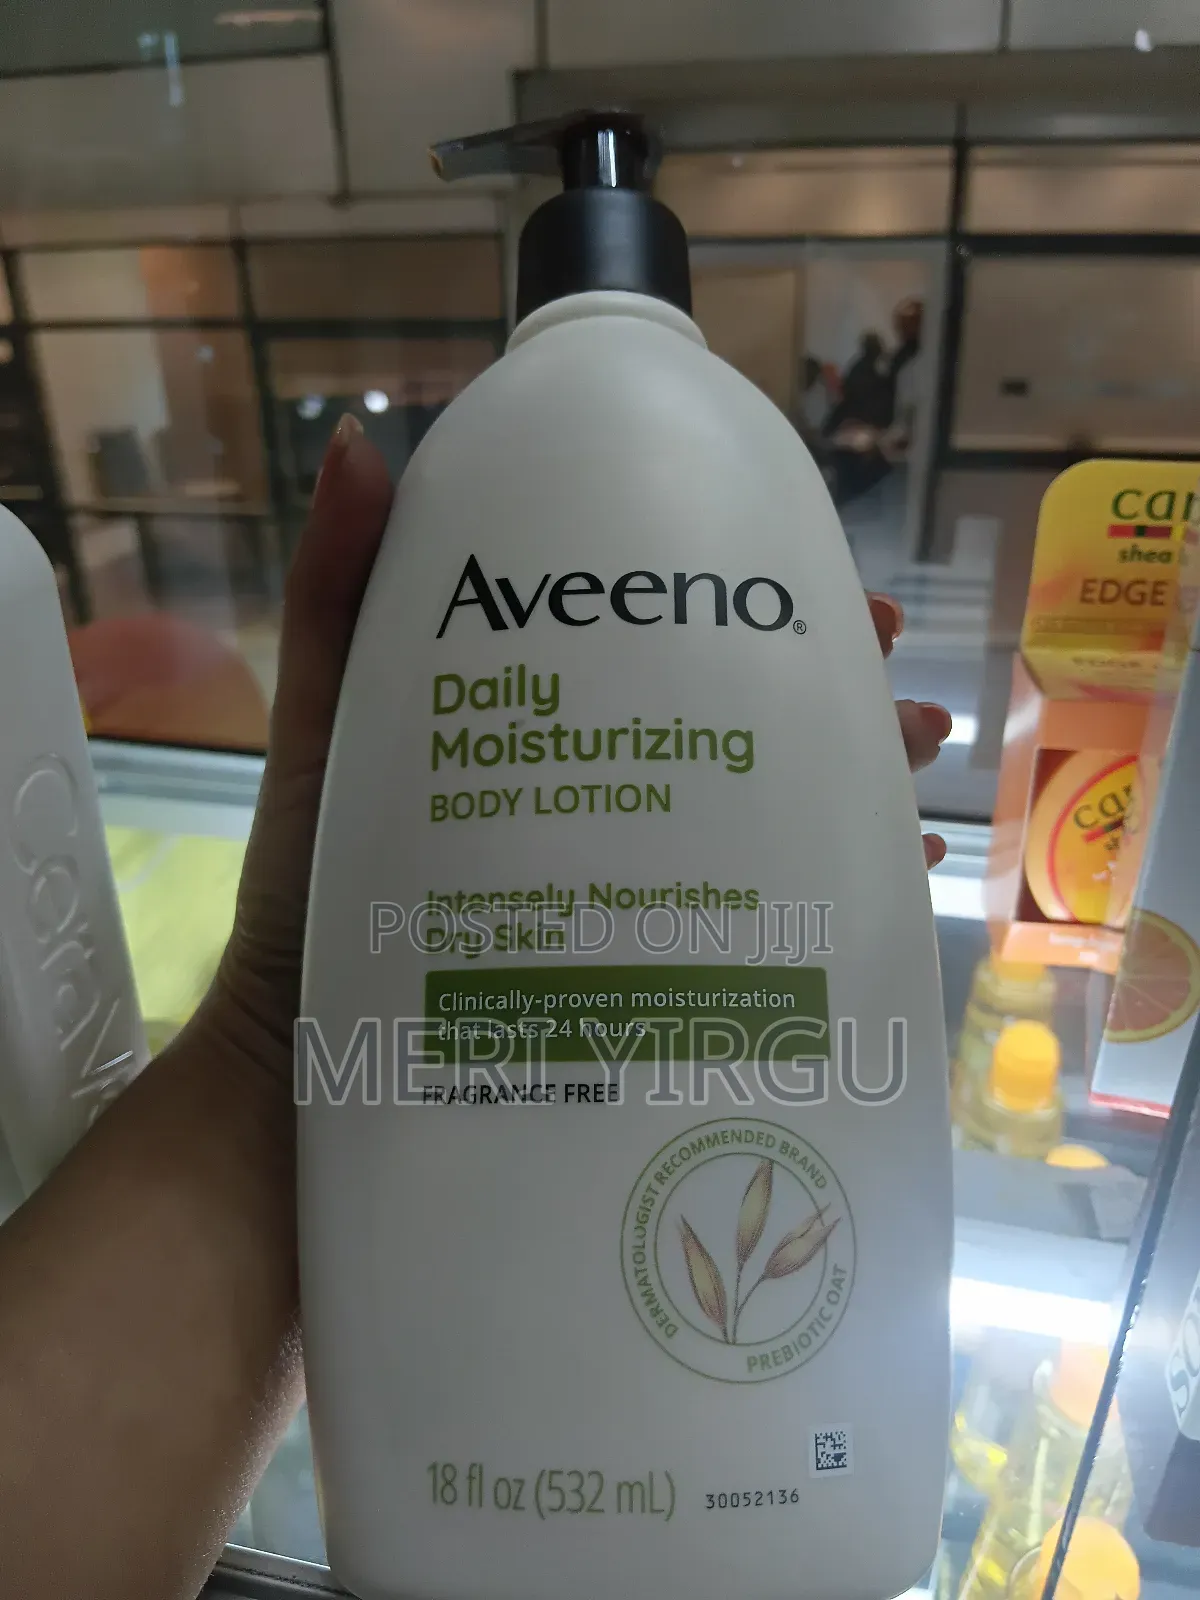 Aveeno®
Daily
Moisturizing
BODY LOTION
Intensely Nourishes
Dry Skin
POSTED ON JIJI
Clinically-proven moisturization
that lasts 24 hours
MERI YIRGU
FRAGRANCE FREE
DERMATOLOGIST RECOMMENDED BRAND
PREBIOTIC OAT
18 fl oz (532 mL)
30052136
CeraV
shea
EDGE